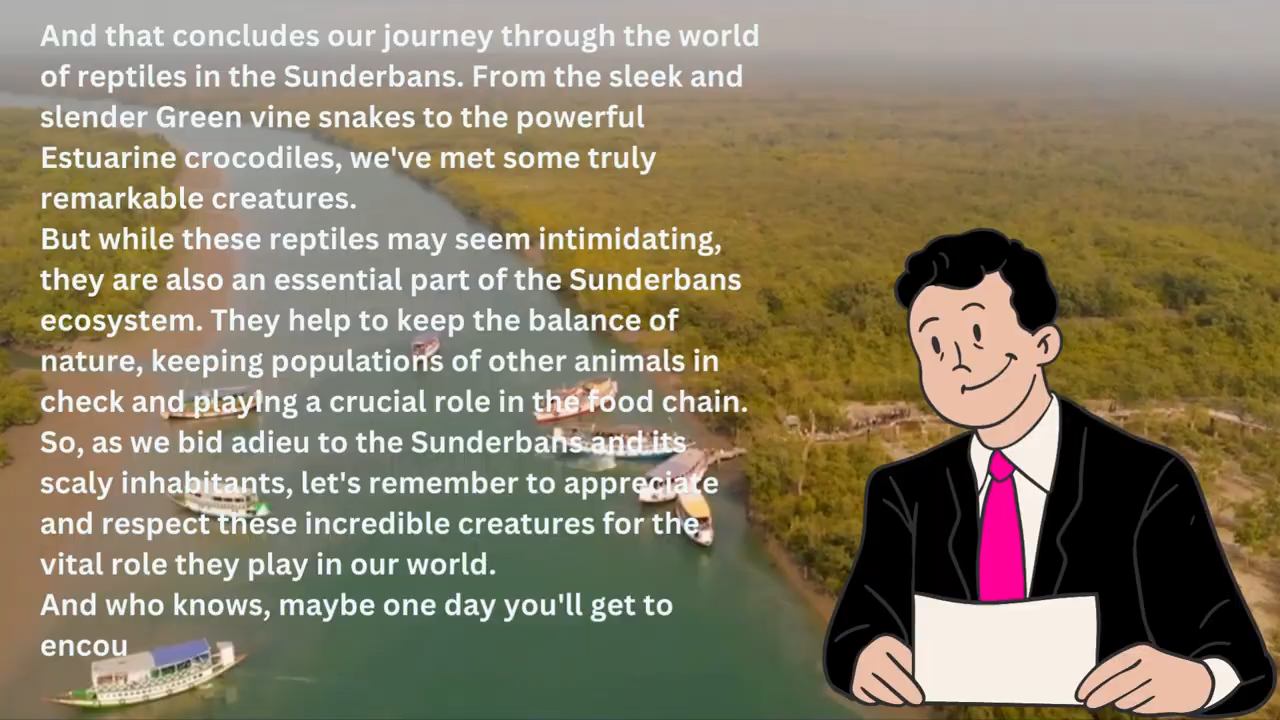 And that concludes our journey through the world
of reptiles in the Sunderbans. From the sleek and
slender Green vine snakes to the powerful
Estuarine crocodiles, we've met some truly
remarkable creatures.
But while these reptiles may seem intimidating,
they are also an essential part of the Sunderbans
ecosystem. They help to keep the balance of
nature, keeping populations of other animals in
check and playing a crucial role in the food chain.
So, as we bid adieu to the Sunderbans and its
scaly inhabitants, let's remember to appreciate
and respect these incredible creatures for the
vital role they play in our world.
And who knows, maybe one day you'll get to
encou